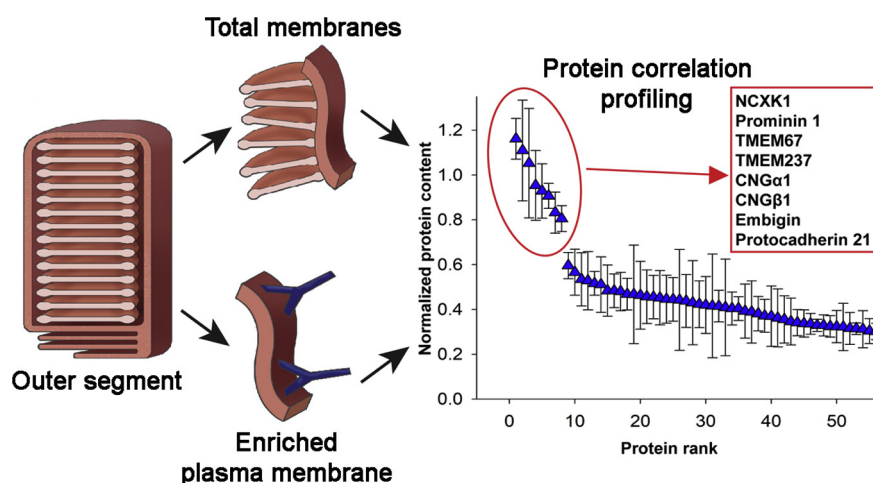 Total membranes
Outer segment
Enriched
plasma membrane
Protein correlation
profiling
NCXK1
Prominin 1
TMEM67
TMEM237
CNGα1
CNGβ1
Embigin
Protocadherin 21
Normalized protein content
1.2
1.0
0.8
0.6
0.4
0.2
0.0
0 10 20 30 40 50
Protein rank